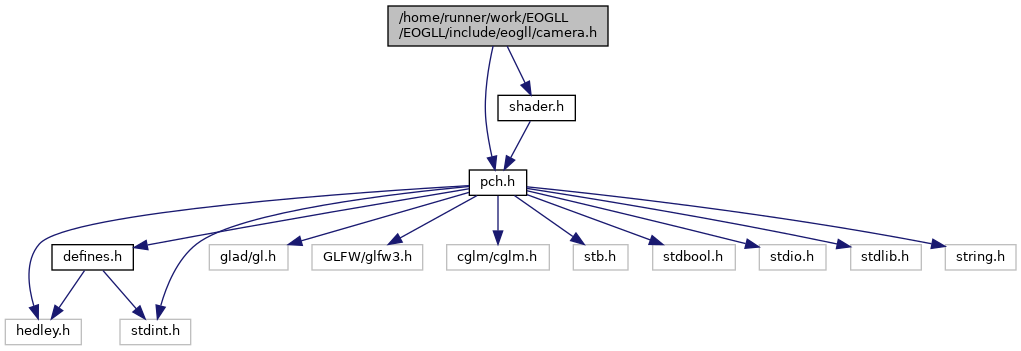 /home/runner/work/EOGLL
/EOGLL/include/eogll/camera.h
shader.h
pch.h
defines.h
glad/gl.h
GLFW/glfw3.h
cglm/cglm.h
stb.h
stdbool.h
stdio.h
stdlib.h
string.h
hedley.h
stdint.h